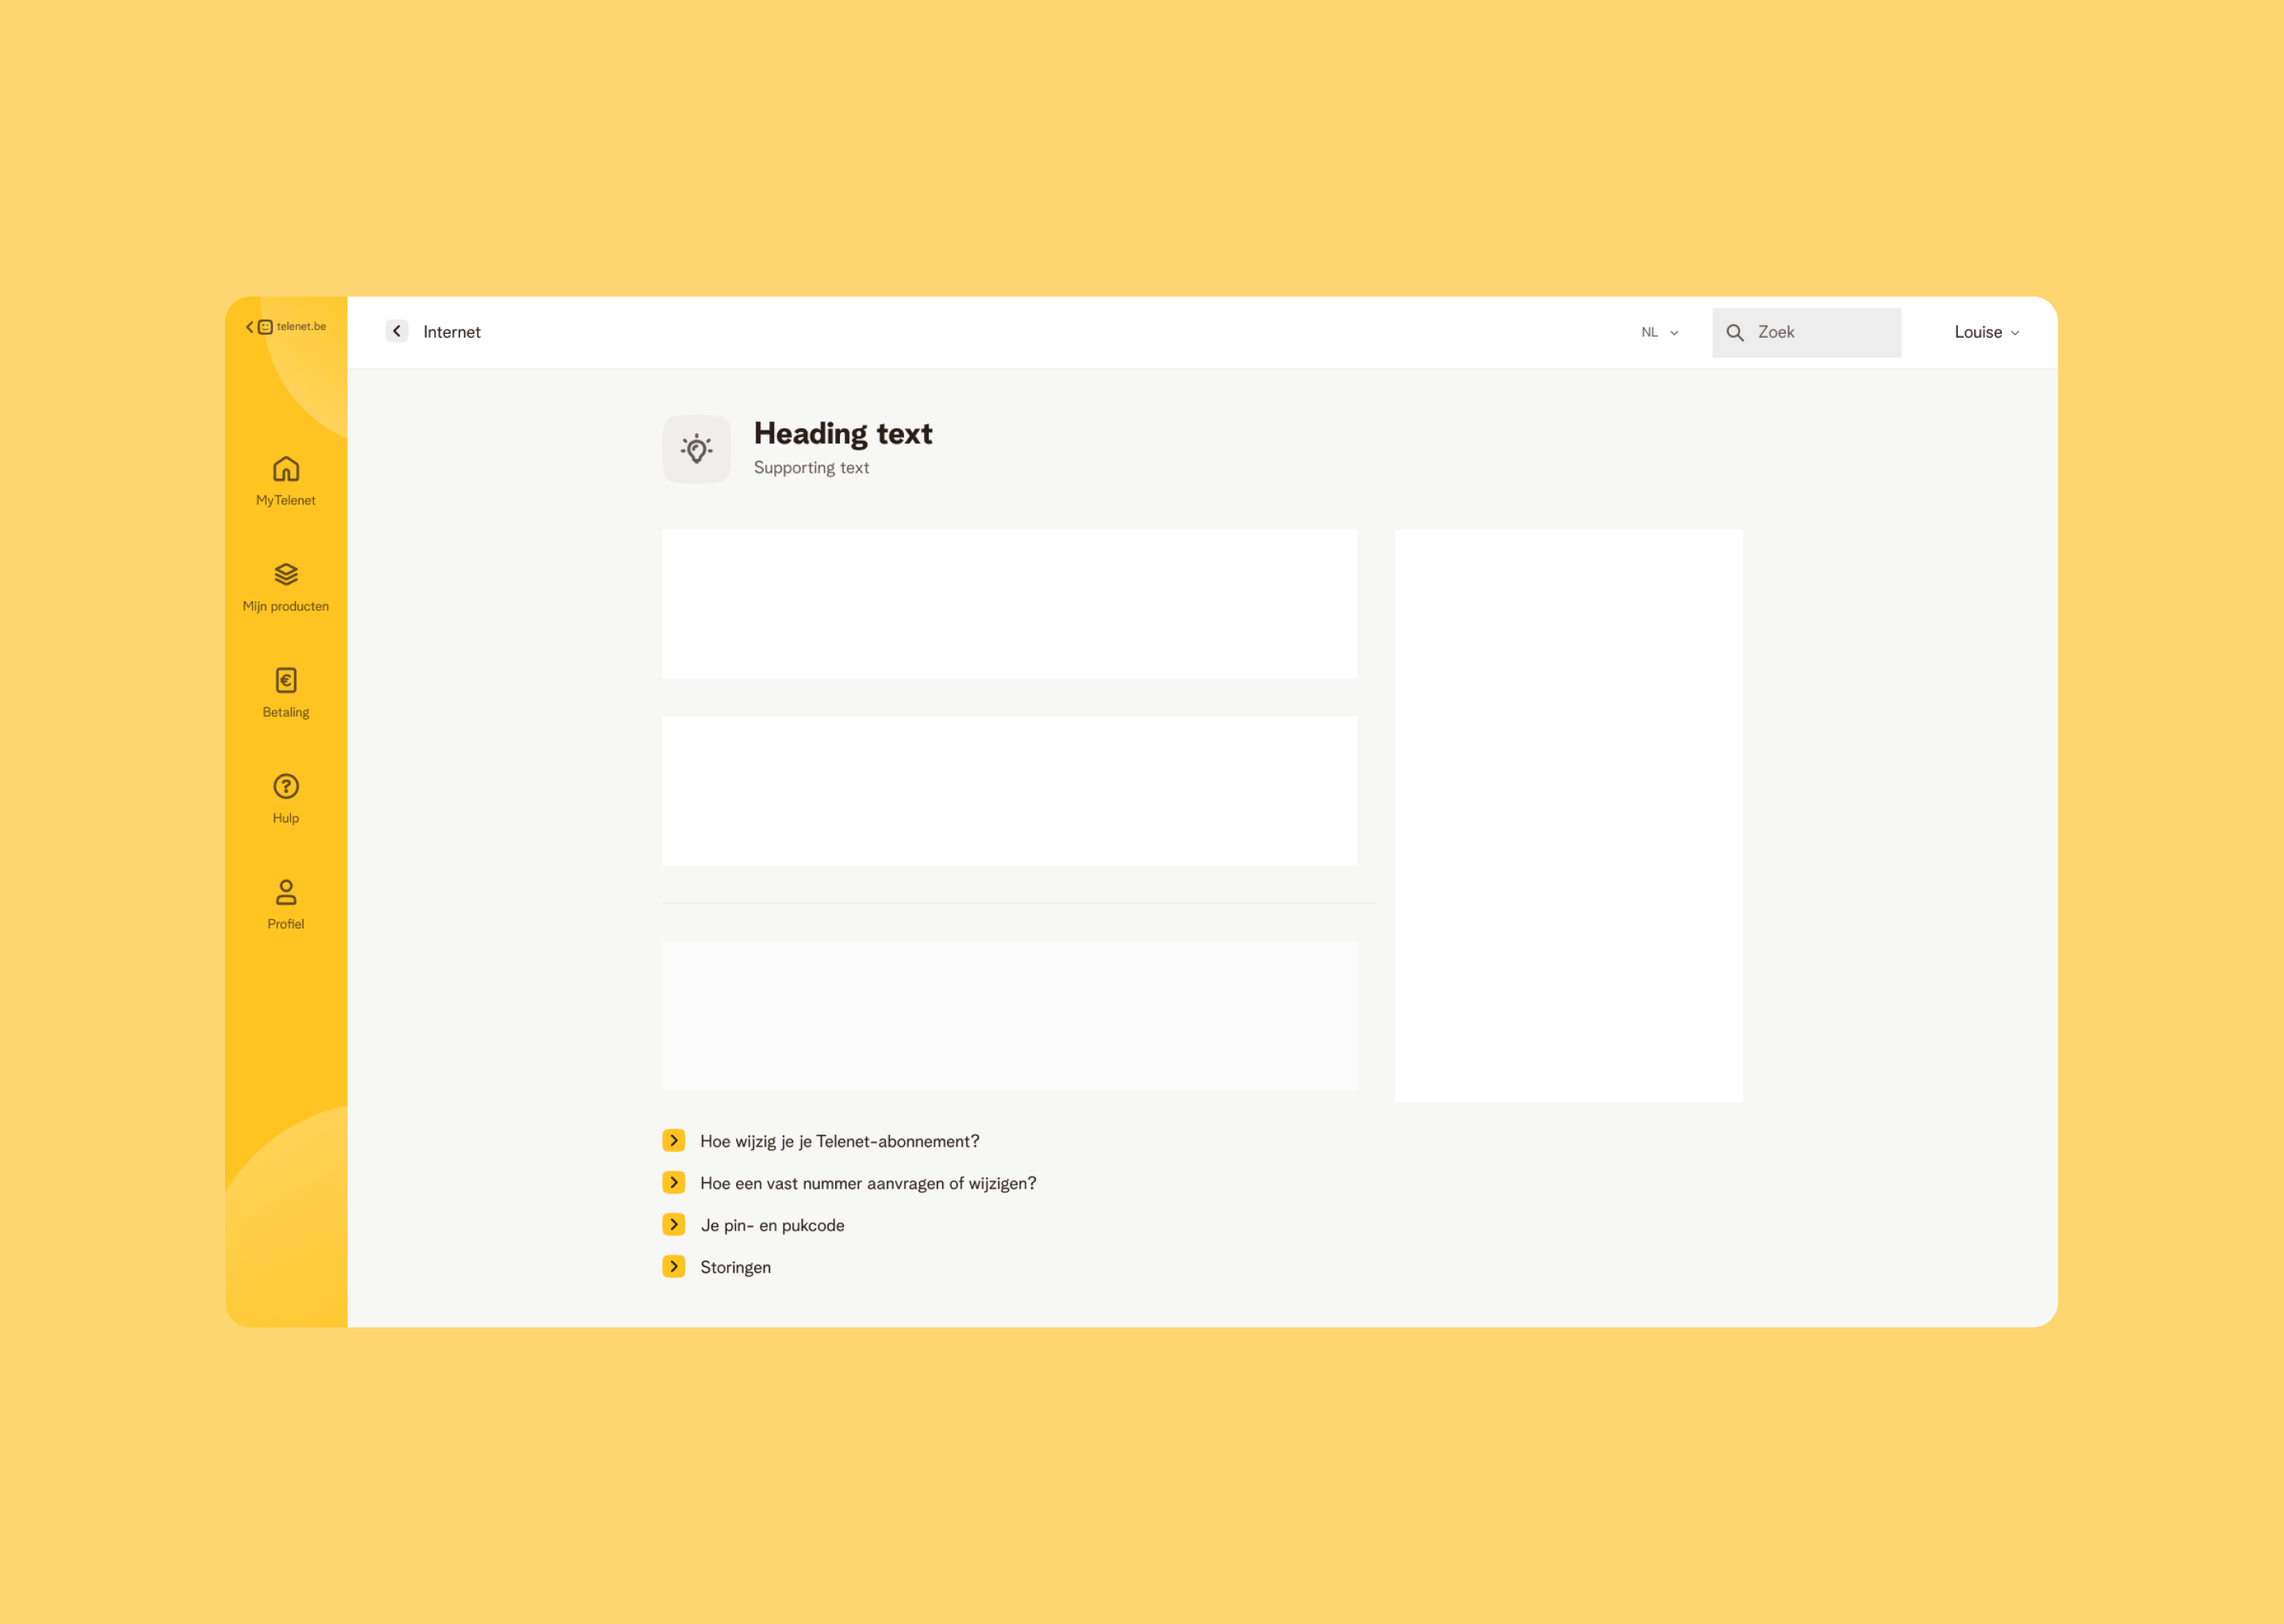 telenet.be
Internet
NL
Zoek
Louise
MyTelenet
Mijn producten
€
Betaling
?
Hulp
Profiel
Heading text
Supporting text
Hoe wijzig je je Telenet-abonnement?
Hoe een vast nummer aanvragen of wijzigen?
Je pin- en pukcode
Storingen